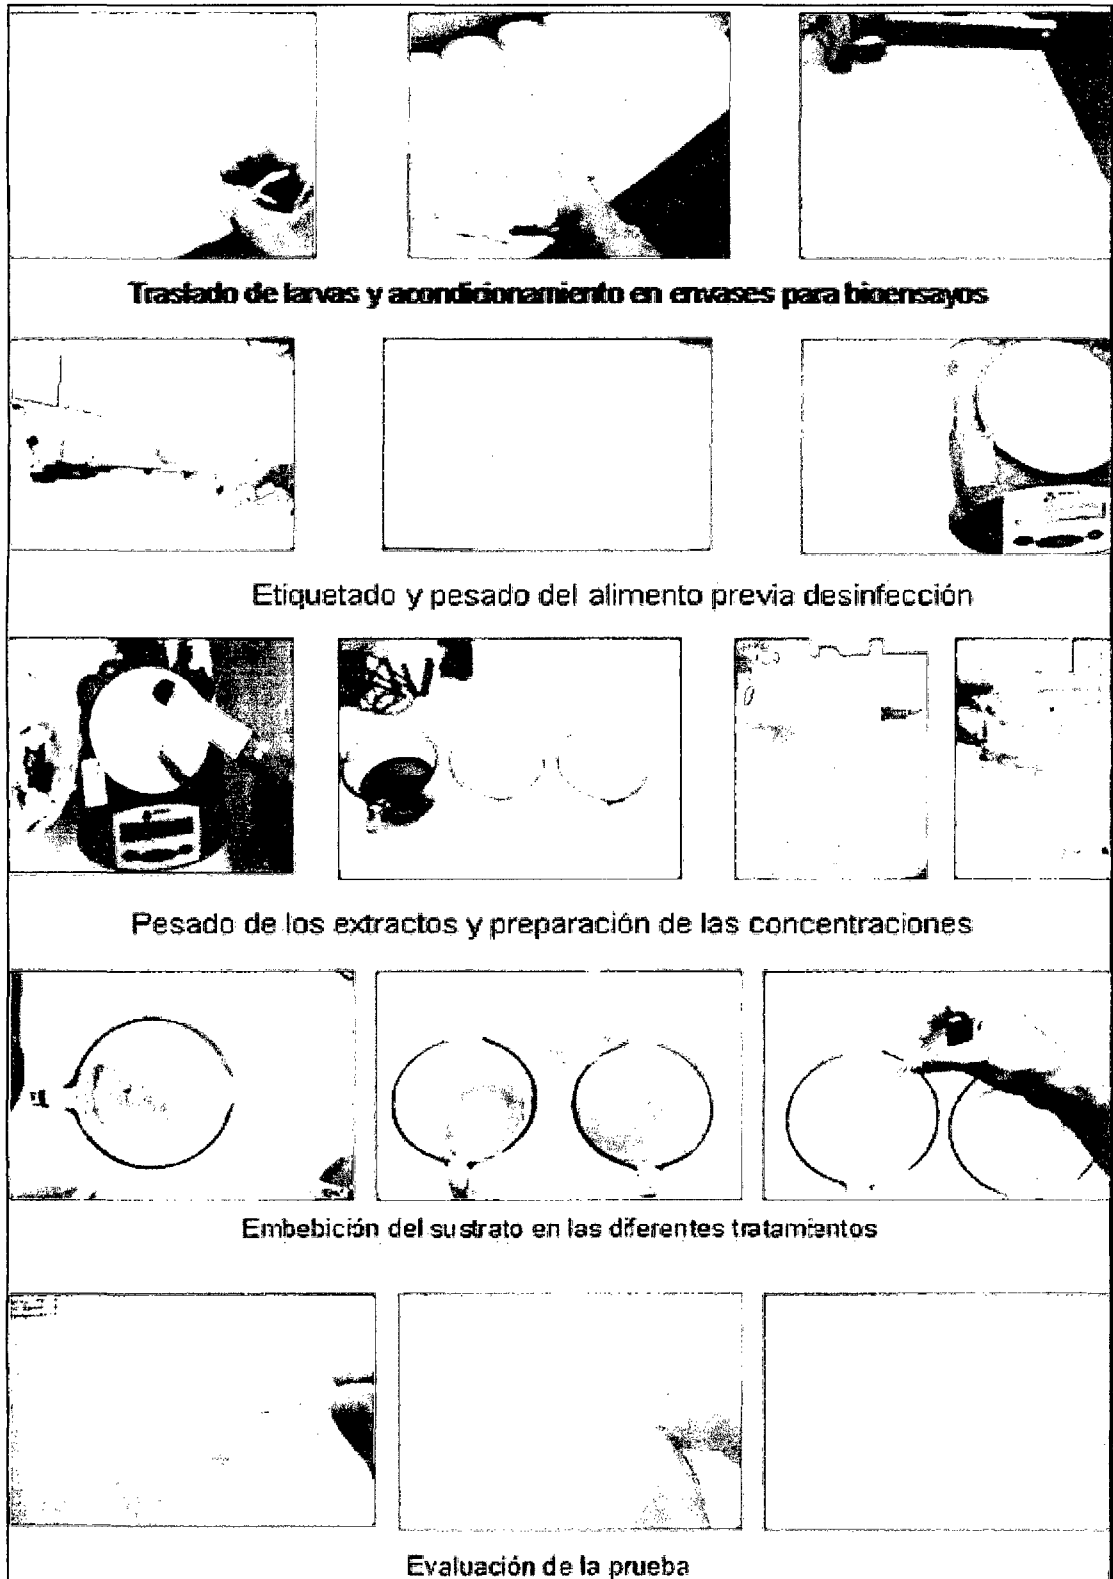 Traslado de larvas y acondicionamiento en envases para bioensayos
Etiquetado y pesado del alimento previa desinfección
Pesado de los extractos y preparación de las concentraciones
Embebición del sustrato en las diferentes tratamientos
Evaluación de la prueba